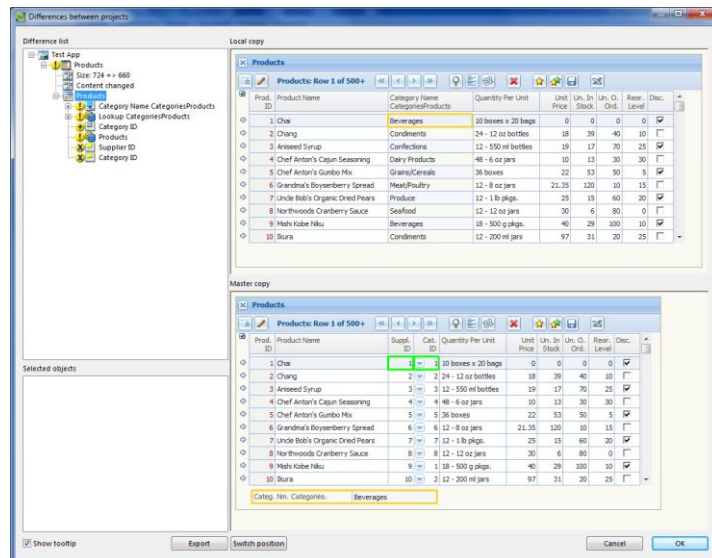 Differences between projects
Difference list
Test App
Products
Size: 724 => 660
Content changed
Products
Category Name CategoriesProducts
Lookup CategoriesProducts
Category ID
Products
Supplier ID
Category ID
Selected objects
Show tooltip
Export
Local copy
Products
Products: Row 1 of 500+
Prod. ID Product Name Category Name CategoriesProducts Quantity Per Unit Unit Price Un. In Stock Un. O. Ord. Reor. Level Disc.
1 Chai Beverages 10 boxes x 20 bags 0 0 0 0
2 Chang Condiments 24 - 12 oz bottles 18 39 40 10
3 Aniseed Syrup Confections 12 - 550 ml bottles 19 17 70 25
4 Chef Anton's Cajun Seasoning Dairy Products 48 - 6 oz jars 10 13 30 30
5 Chef Anton's Gumbo Mix Grains/Cereals 36 boxes 22 53 50 5
6 Grandma's Boysenberry Spread Meat/Poultry 12 - 8 oz jars 21.35 120 10 15
7 Uncle Bob's Organic Dried Pears Produce 12 - 1 lb pkgs. 25 15 60 20
8 Northwoods Cranberry Sauce Seafood 12 - 12 oz jars 30 6 80 0
9 Mishi Kobe Niku Beverages 18 - 500 g pkgs. 40 29 100 10
10 Ikura Condiments 12 - 200 ml jars 97 31 20 25
Master copy
Products
Products: Row 1 of 500+
Prod. ID Product Name Suppl. ID Cat. ID Quantity Per Unit Unit Price Un. In Stock Un. O. Ord. Reor. Level Disc.
1 Chai 1 1 10 boxes x 20 bags 0 0 0 0
2 Chang 2 2 24 - 12 oz bottles 18 39 40 10
3 Aniseed Syrup 3 3 12 - 550 ml bottles 19 17 70 25
4 Chef Anton's Cajun Seasoning 4 4 48 - 6 oz jars 10 13 30 30
5 Chef Anton's Gumbo Mix 5 5 36 boxes 22 53 50 5
6 Grandma's Boysenberry Spread 6 6 12 - 8 oz jars 21.35 120 10 15
7 Uncle Bob's Organic Dried Pears 7 7 12 - 1 lb pkgs. 25 15 60 20
8 Northwoods Cranberry Sauce 8 8 12 - 12 oz jars 30 6 80 0
9 Mishi Kobe Niku 9 1 18 - 500 g pkgs. 40 29 100 10
10 Ikura 10 2 12 - 200 ml jars 97 31 20 25
Categ. Nm. Categories. Beverages
Switch position
Cancel
OK